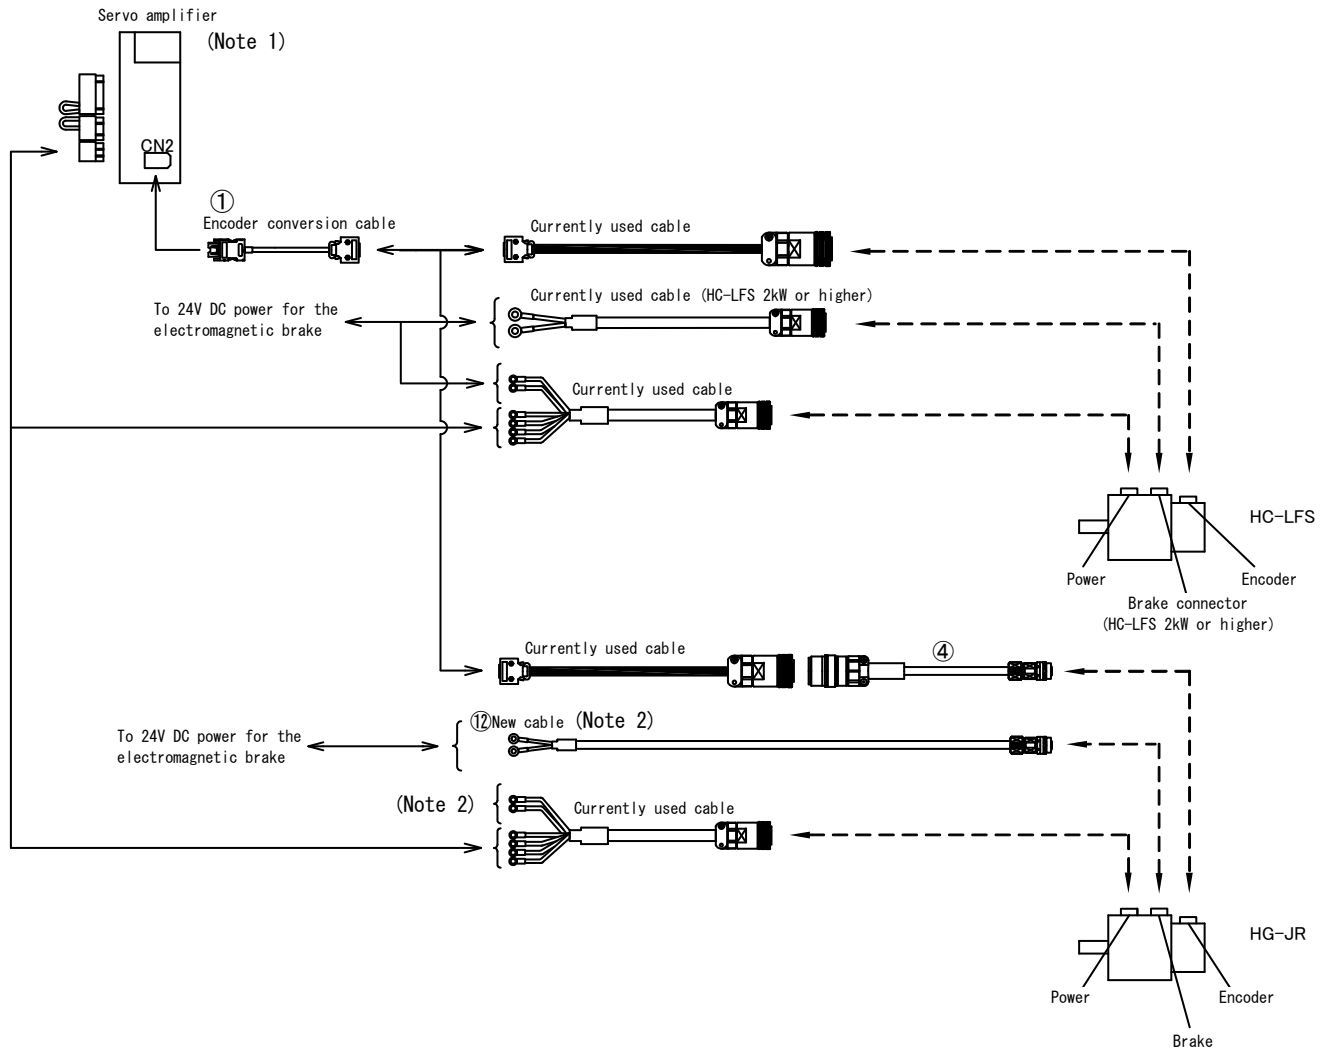 Servo amplifier
(Note 1)
CN2
①
Encoder conversion cable
Currently used cable
To 24V DC power for the
electromagnetic brake
Currently used cable (HC-LFS 2kW or higher)
Currently used cable
HC-LFS
Power
Encoder
Brake connector
(HC-LFS 2kW or higher)
Currently used cable
④
⑫New cable (Note 2)
To 24V DC power for the
electromagnetic brake
(Note 2)
Currently used cable
HG-JR
Power
Encoder
Brake